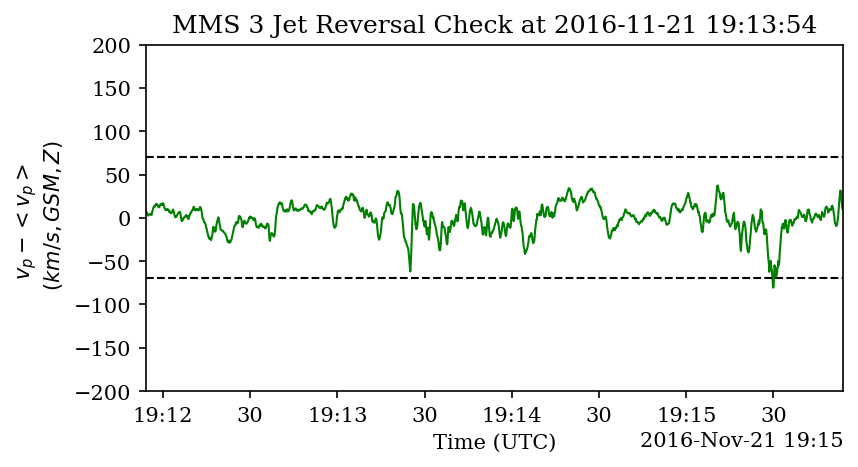 MMS 3 Jet Reversal Check at 2016-11-21 19:13:54
200
150
100
50
0
−50
−100
−150
−200
v_p − < v_p >
(km/s, GSM, Z)
19:12 30 19:13 30 19:14 30 19:15 30
Time (UTC) 2016-Nov-21 19:15